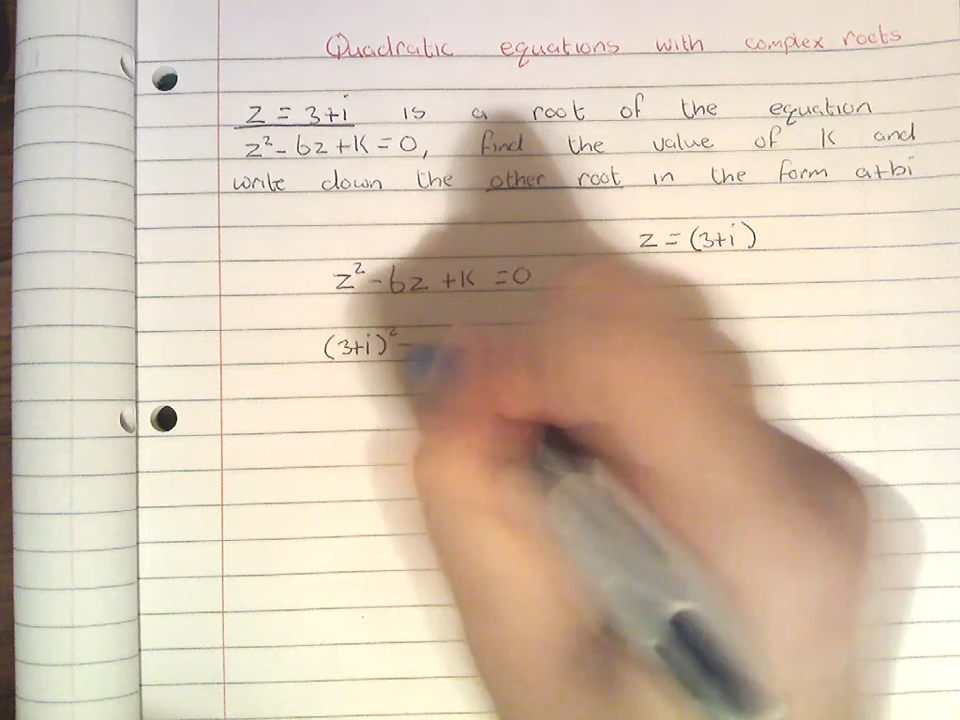 Quadratic equations with complex roots
z = 3+i is a root of the equation
z² - 6z + k = 0, find the value of k and
write down the other root in the form a+bi
z = (3+i)
z² - 6z + k = 0
(3+i)² -